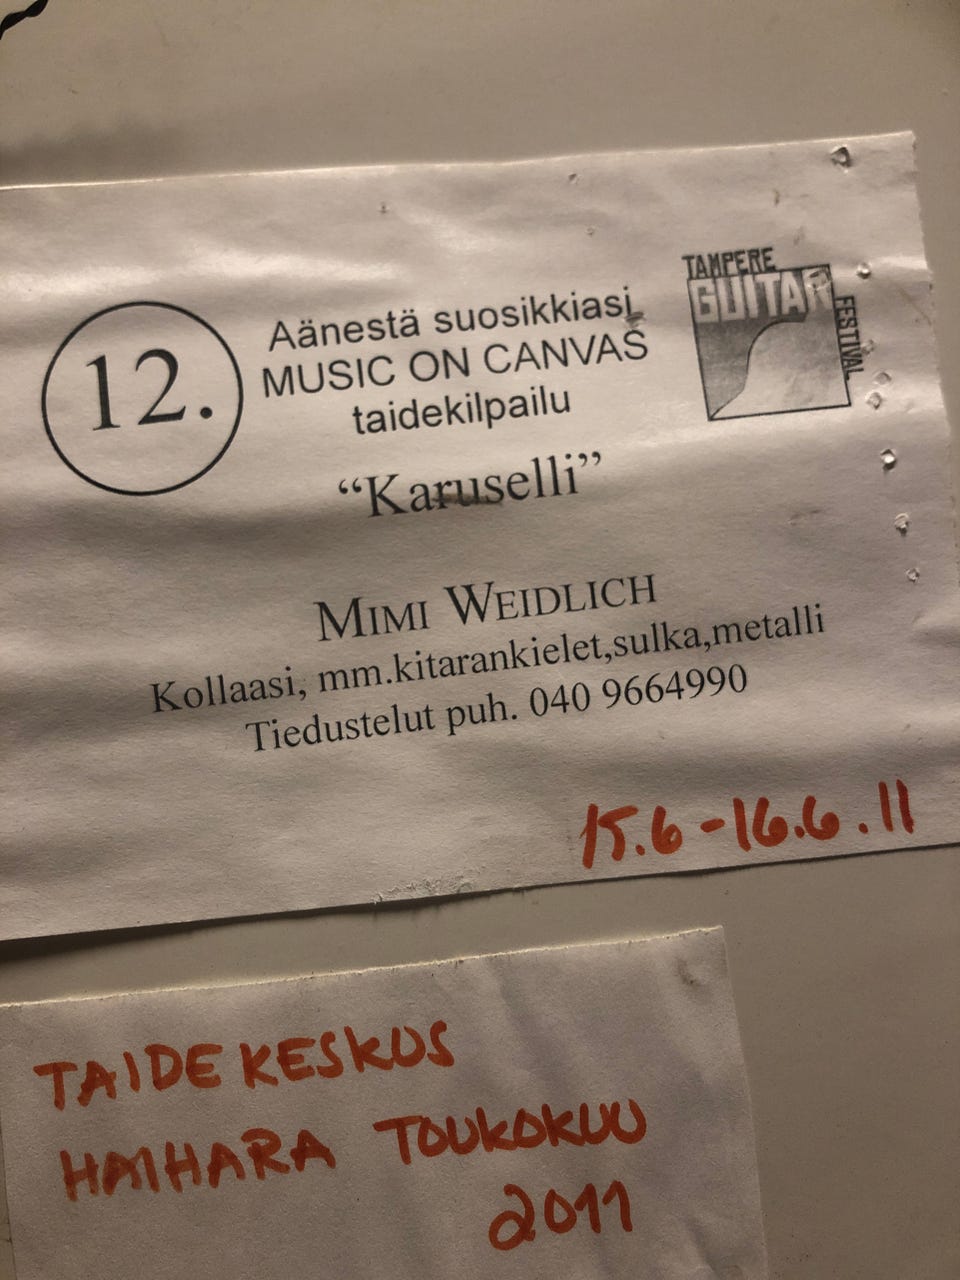 12.
Äänestä suosikkiasi
MUSIC ON CANVAS
taidekilpailu
"Karuselli"
TAMPERE
GUITAR
FESTIVAL
MIMI WEIDLICH
Kollaasi, mm.kitarankielet,sulka,metalli
Tiedustelut puh. 040 9664990
15.6-16.6.11
TAIDEKESKUS
HAIHARA TOUKOKUU
2011